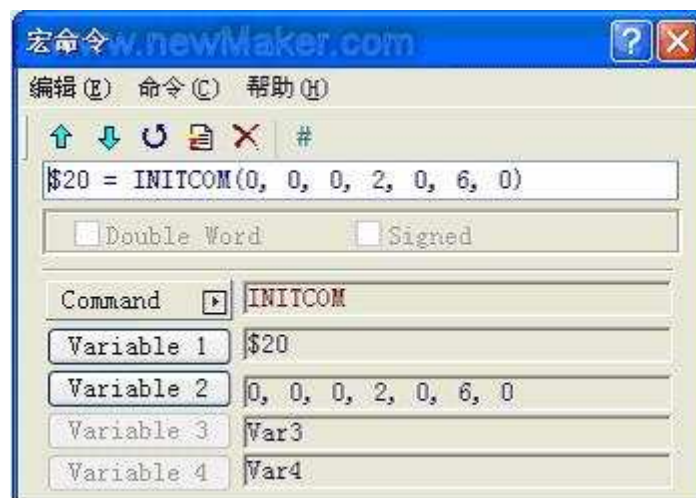 宏命令
www.newMaker.com
编辑(E) 命令(C) 帮助(H)
#
$20 = INITCOM(0, 0, 0, 2, 0, 6, 0)
Double Word Signed
Command INITCOM
Variable 1 $20
Variable 2 0, 0, 0, 2, 0, 6, 0
Variable 3 Var3
Variable 4 Var4